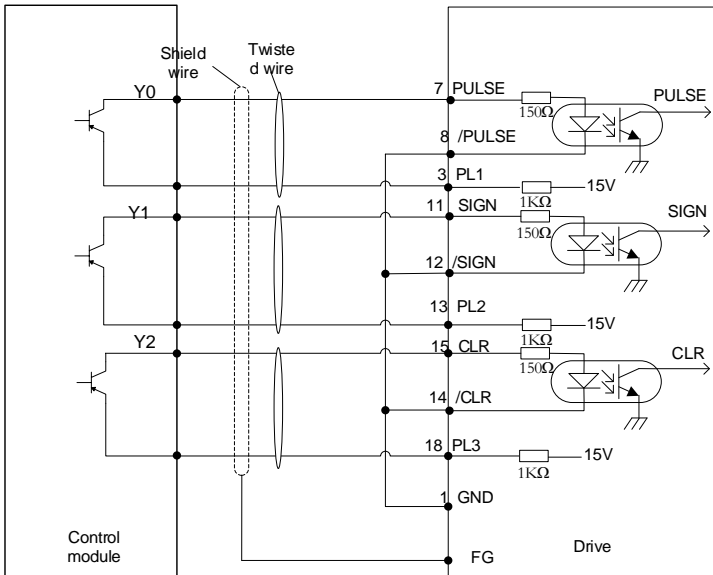 Shield
wire
Twiste
d wire
Y0
7 PULSE
150Ω
PULSE
8 /PULSE
3 PL1
15V
1KΩ
Y1
11 SIGN
150Ω
SIGN
12 /SIGN
13 PL2
15V
1KΩ
Y2
15 CLR
150Ω
CLR
14 /CLR
18 PL3
15V
1KΩ
1 GND
Control
module
FG
Drive